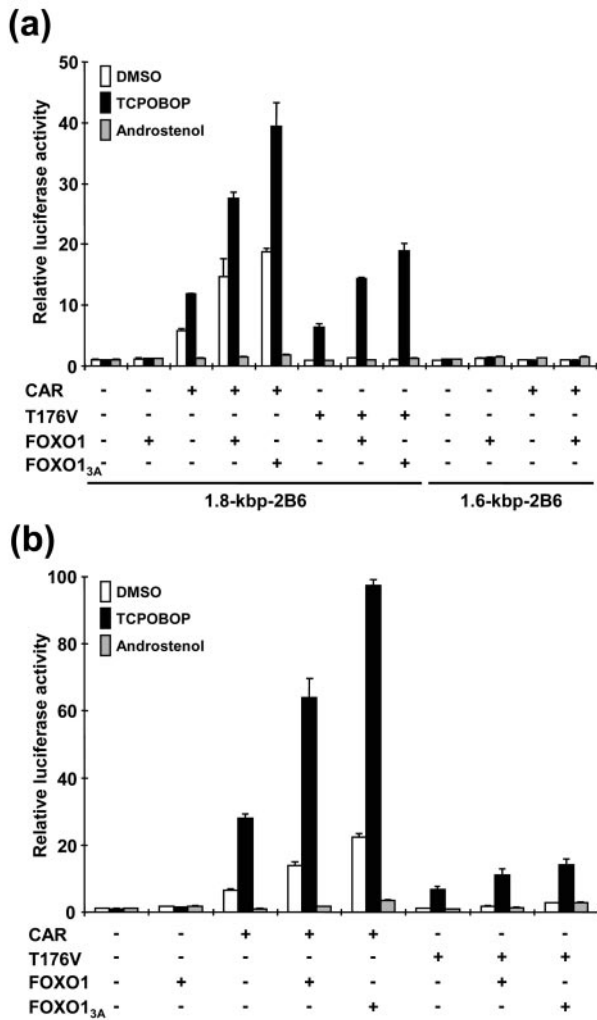 (a)
50
40
30
20
10
0
Relative luciferase activity
DMSO
TCPOBOP
Androstenol
CAR - - + + + - - - - - + +
T176V - - - - - + + + - - - -
FOXO1 - + - + - - + - - + - +
FOXO1₃A - - - - + - - + - - - -
1.8-kbp-2B6 1.6-kbp-2B6
(b)
100
80
60
40
20
0
Relative luciferase activity
DMSO
TCPOBOP
Androstenol
CAR - - + + + - - -
T176V - - - - - + + +
FOXO1 - + - + - - + -
FOXO1₃A - - - - + - - +